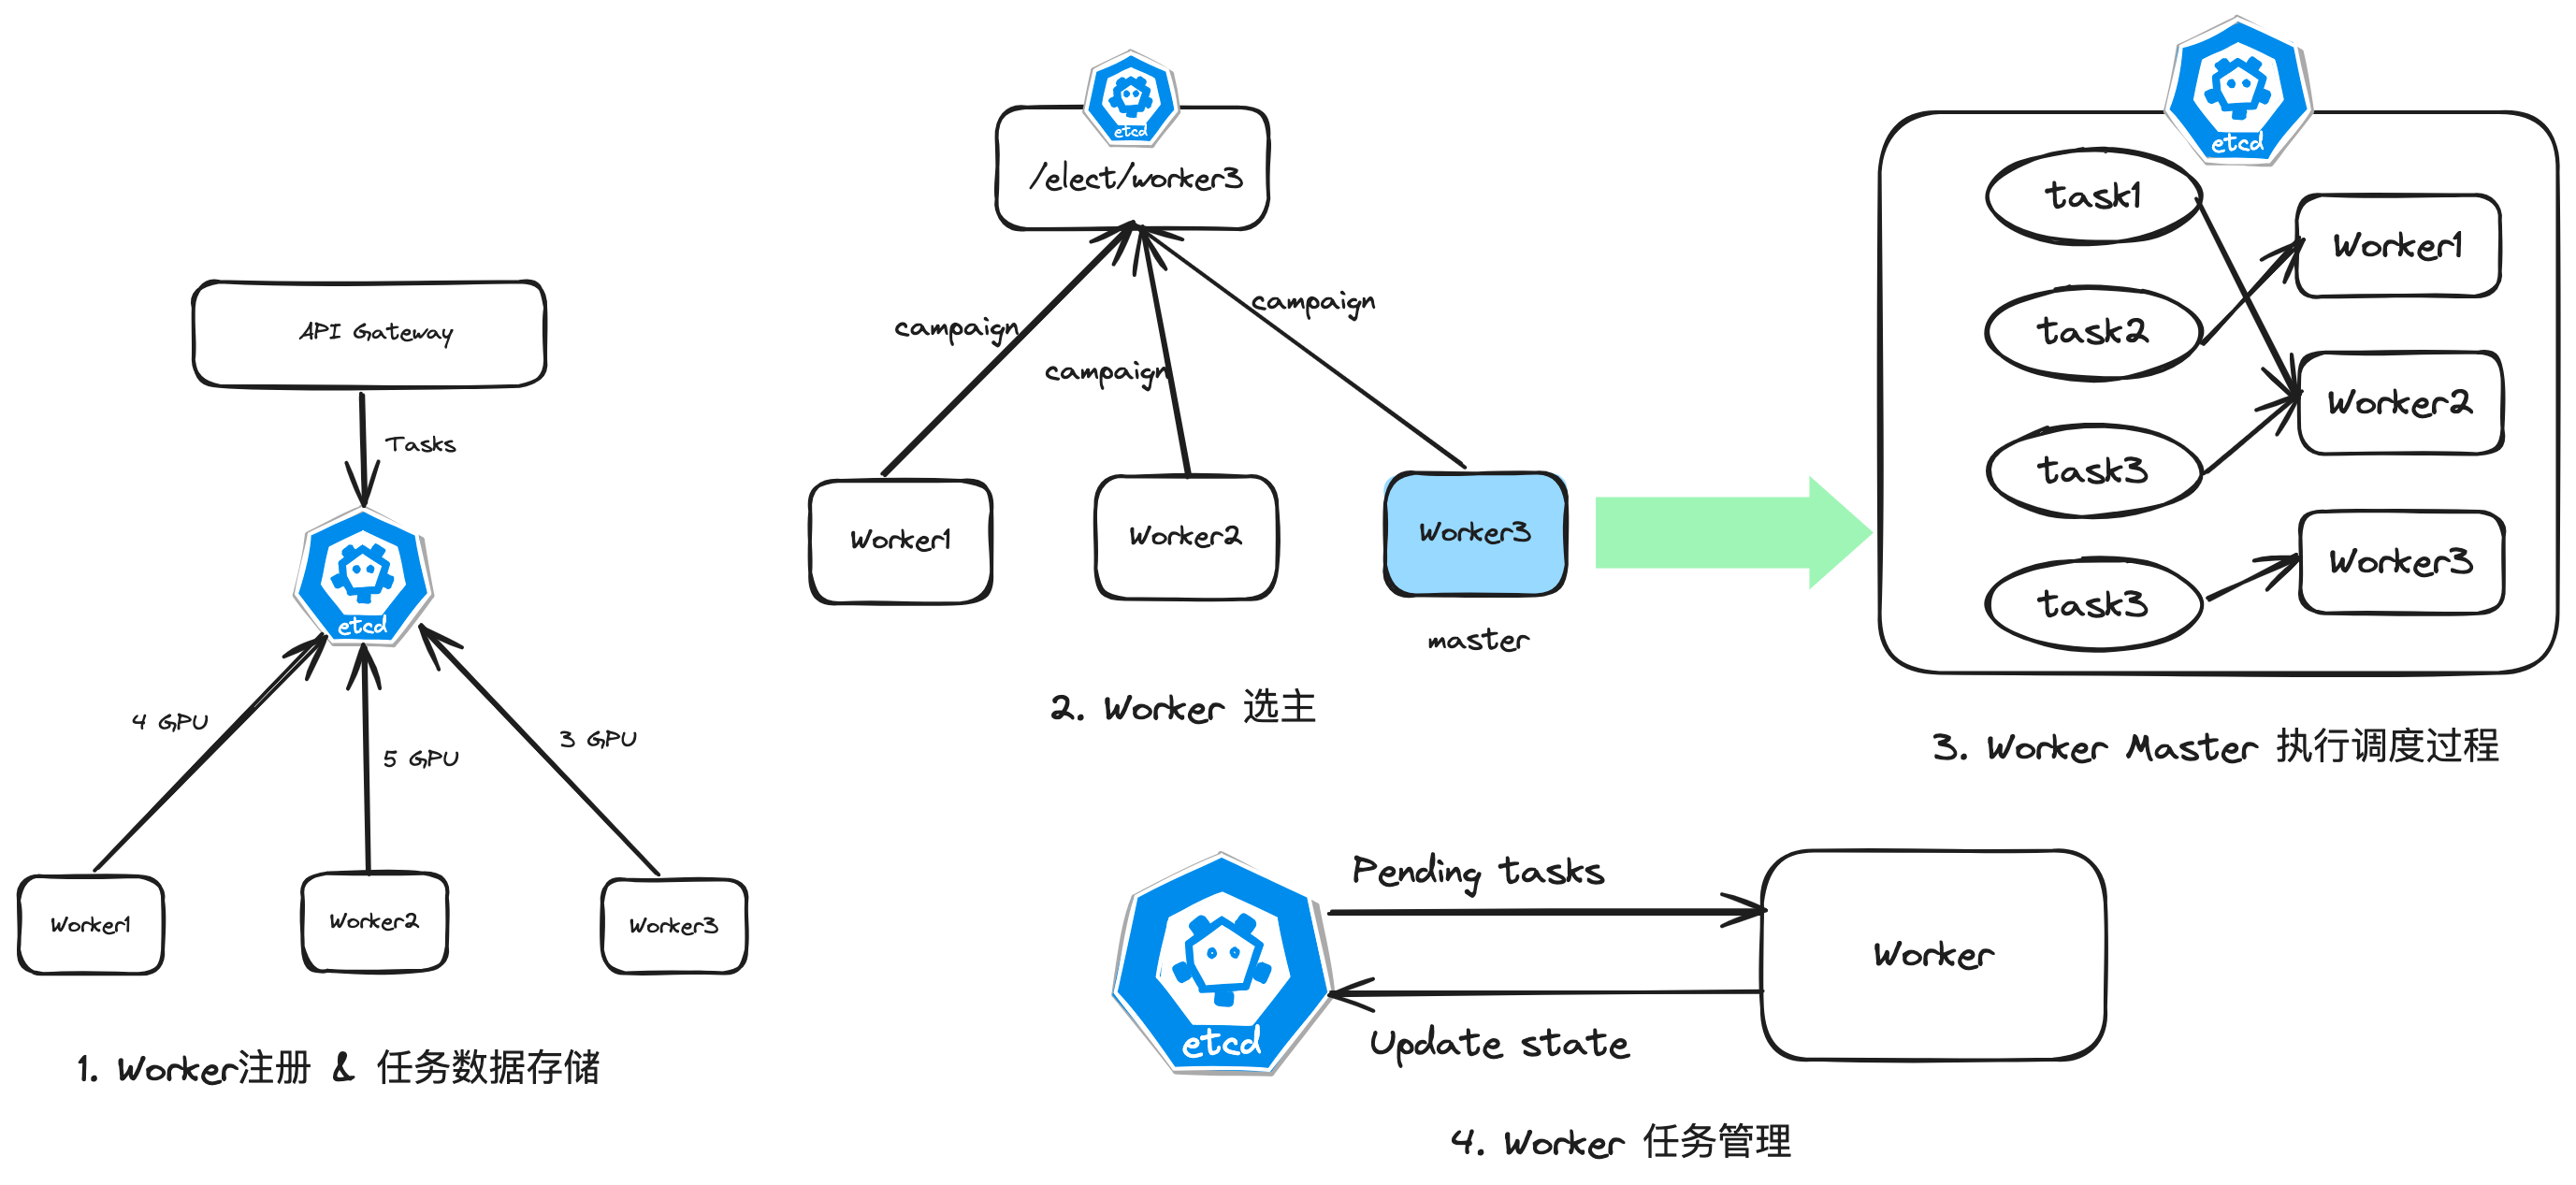 API Gateway
Tasks
etcd
4 GPU
5 GPU
3 GPU
Worker1
Worker2
Worker3
1. Worker注册 & 任务数据存储
etcd
/elect/worker3
campaign
campaign
campaign
Worker1
Worker2
Worker3
master
2. Worker 选主
etcd
task1
task2
task3
task3
Worker1
Worker2
Worker3
3. Worker Master 执行调度过程
etcd
Pending tasks
Update state
Worker
4. Worker 任务管理